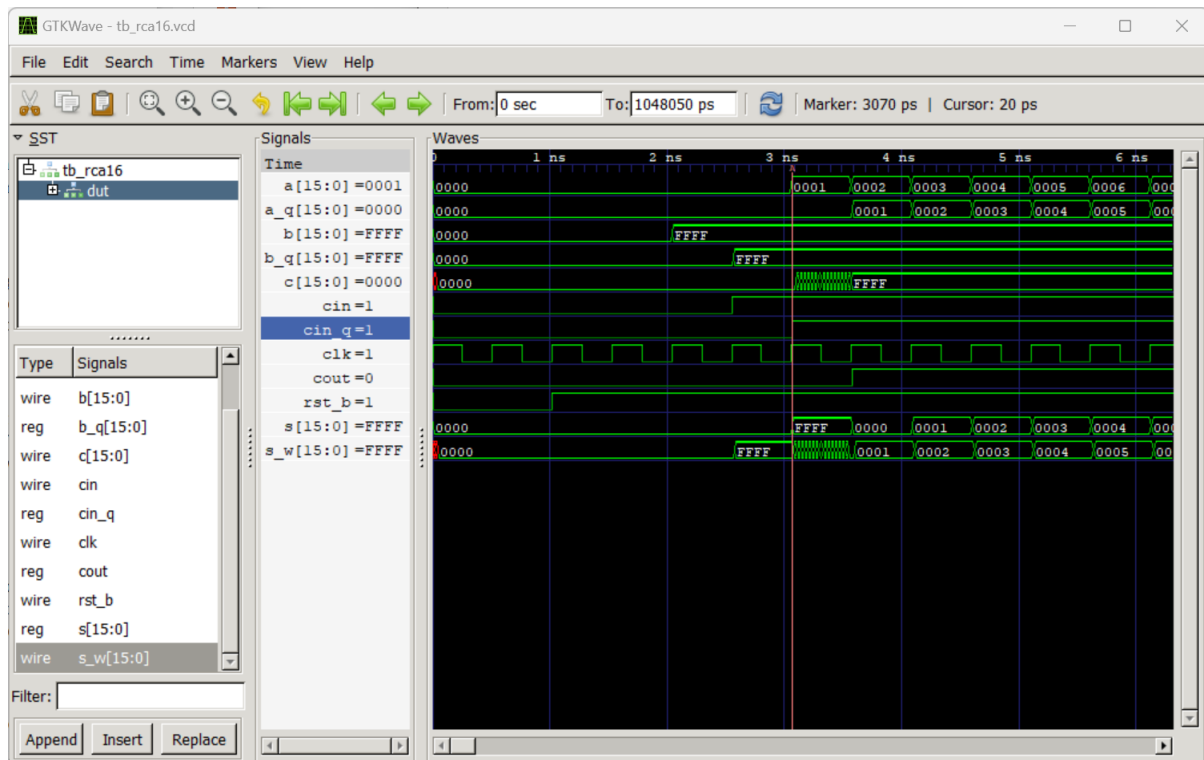 GTKWave - tb_rca16.vcd
File Edit Search Time Markers View Help
From: 0 sec To: 1048050 ps Marker: 3070 ps | Cursor: 20 ps
SST
tb_rca16
dut
Type Signals
wire b[15:0]
reg b_q[15:0]
wire c[15:0]
wire cin
reg cin_q
wire clk
reg cout
wire rst_b
reg s[15:0]
wire s_w[15:0]
Filter:
Append Insert Replace
Signals
Time
a[15:0] =0001
a_q[15:0] =0000
b[15:0] =FFFF
b_q[15:0] =FFFF
c[15:0] =0000
cin =1
cin_q =1
clk =1
cout =0
rst_b =1
s[15:0] =FFFF
s_w[15:0] =FFFF
Waves
1 ns 2 ns 3 ns 4 ns 5 ns 6 ns
0000 0001 0002 0003 0004 0005 0006 000
0000 0001 0002 0003 0004 0005 00
0000 FFFF
0000 FFFF
0000 FFFF
0000 FFFF 0000 0001 0002 0003 0004 00
0000 FFFF 0001 0002 0003 0004 0005 00